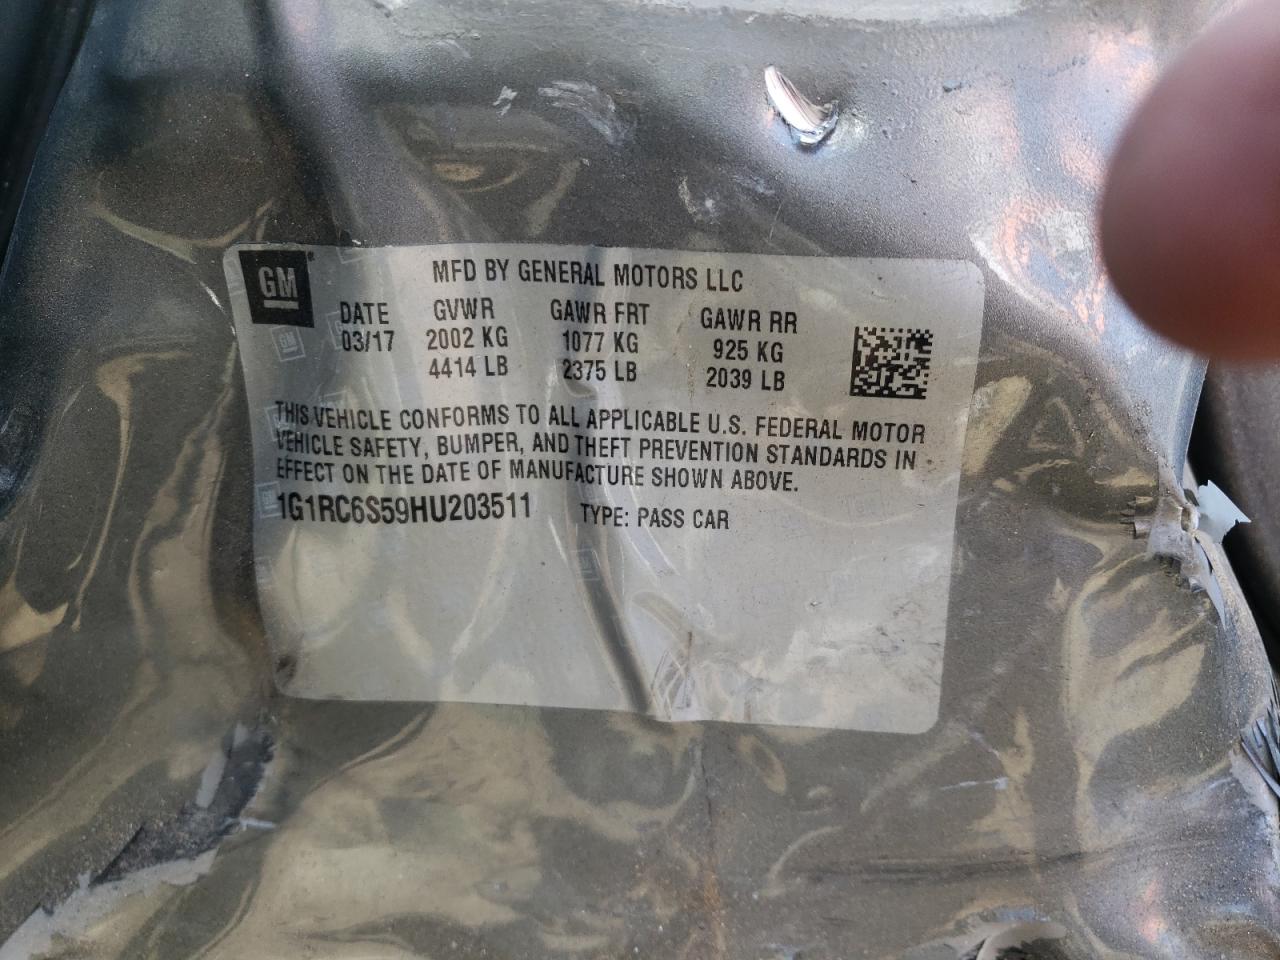 GM
MFD BY GENERAL MOTORS LLC
DATE GVWR GAWR FRT GAWR RR
03/17 2002 KG 1077 KG 925 KG
4414 LB 2375 LB 2039 LB
THIS VEHICLE CONFORMS TO ALL APPLICABLE U.S. FEDERAL MOTOR
VEHICLE SAFETY, BUMPER, AND THEFT PREVENTION STANDARDS IN
EFFECT ON THE DATE OF MANUFACTURE SHOWN ABOVE.
1G1RC6S59HU203511 TYPE: PASS CAR